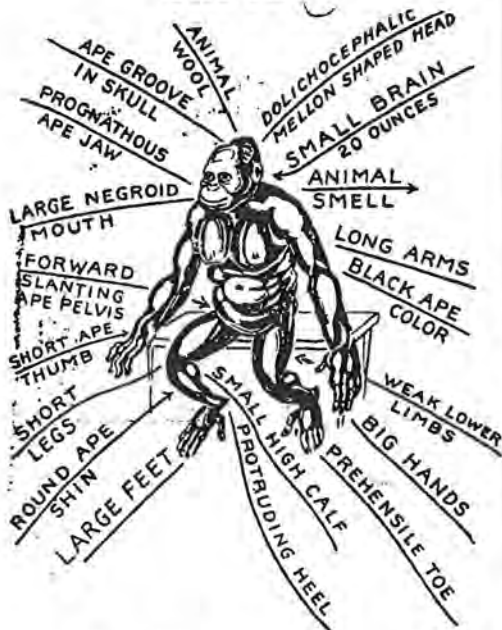 ANIMAL
WOOL
APE GROOVE
IN SKULL
DOLICHOCEPHALIC
MELLON SHAPED HEAD
PROGNATHOUS
APE JAW
SMALL BRAIN
20 OUNCES
LARGE NEGROID
MOUTH
ANIMAL
SMELL
FORWARD
SLANTING
APE PELVIS
LONG ARMS
BLACK APE
COLOR
SHORT APE
THUMB
SHORT
LEGS
WEAK LOWER
LIMBS
ROUND APE
SHIN
BIG HANDS
LARGE FEET
SMALL HIGH CALF
PROTRUDING HEEL
PREHENSILE TOE